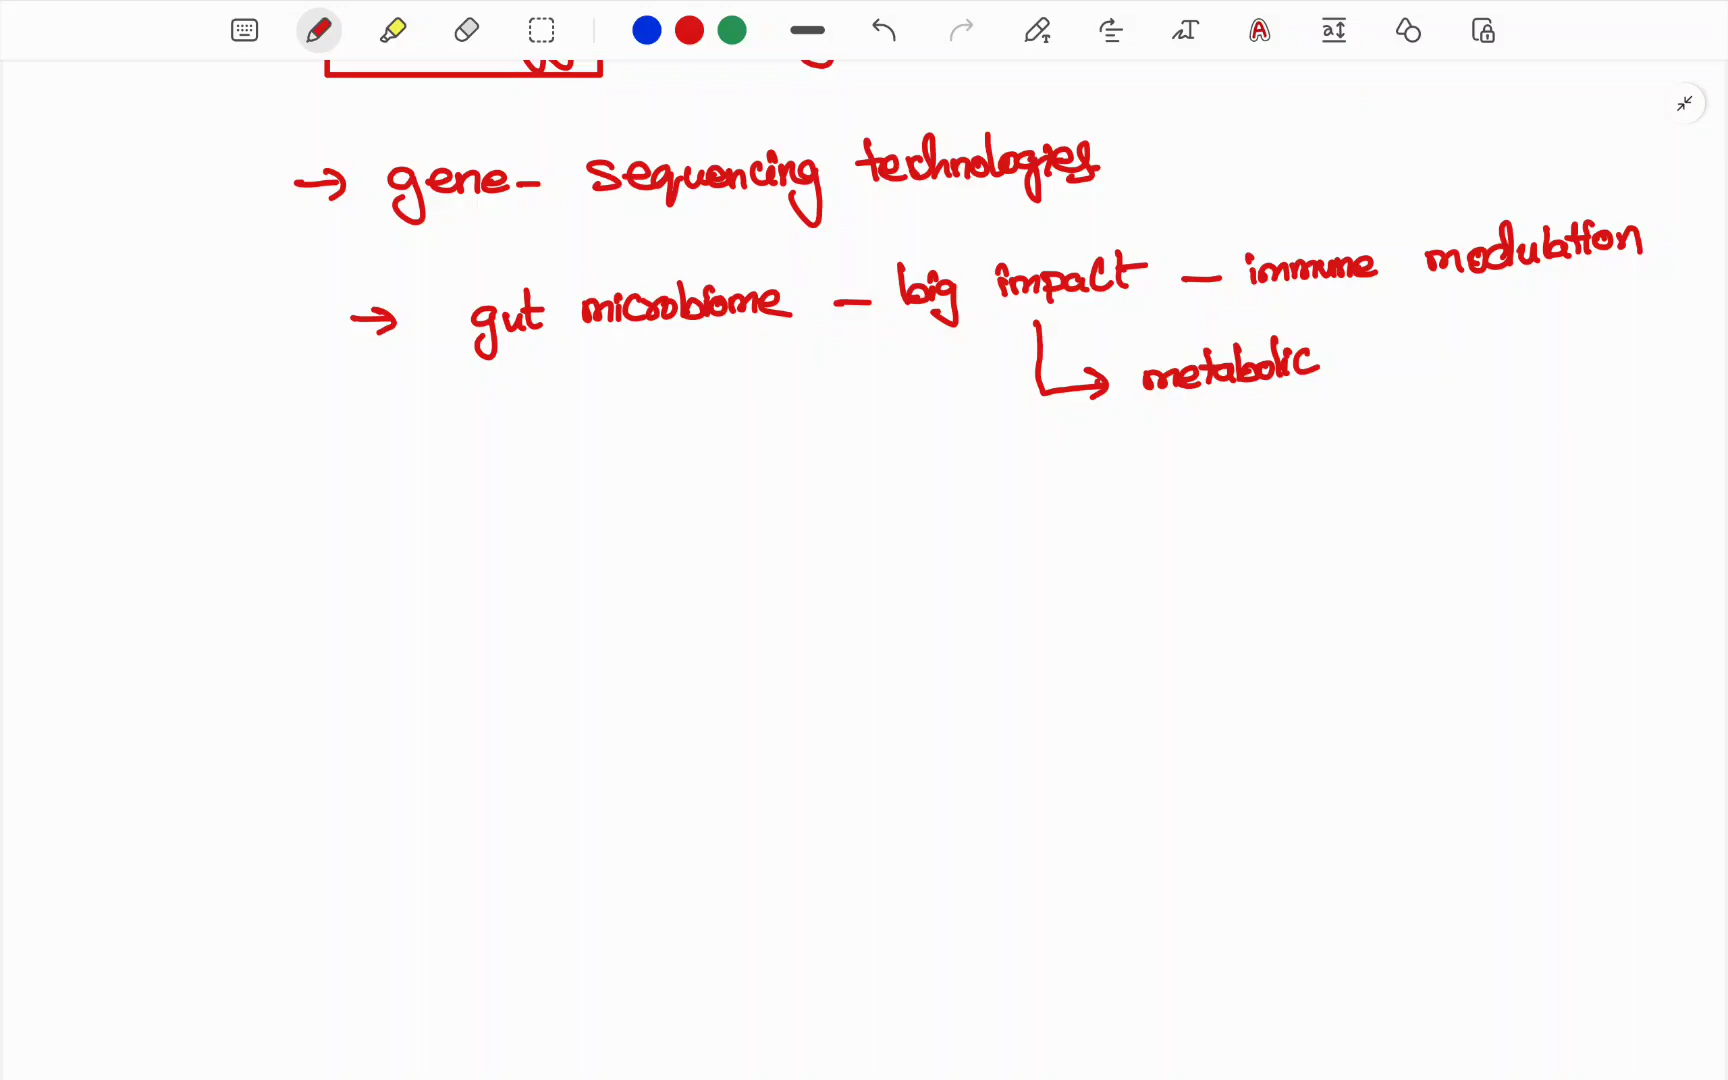 → gene- sequencing technologies
→ gut microbiome - big impact - immune modulation
→ metabolic